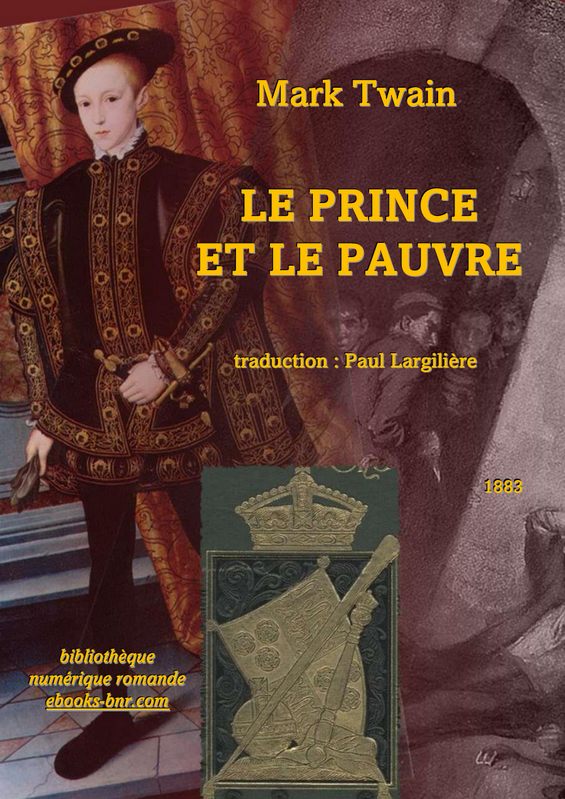 Mark Twain
LE PRINCE
ET LE PAUVRE
traduction : Paul Largilière
1883
bibliothèque
numérique romande
ebooks-bnr.com